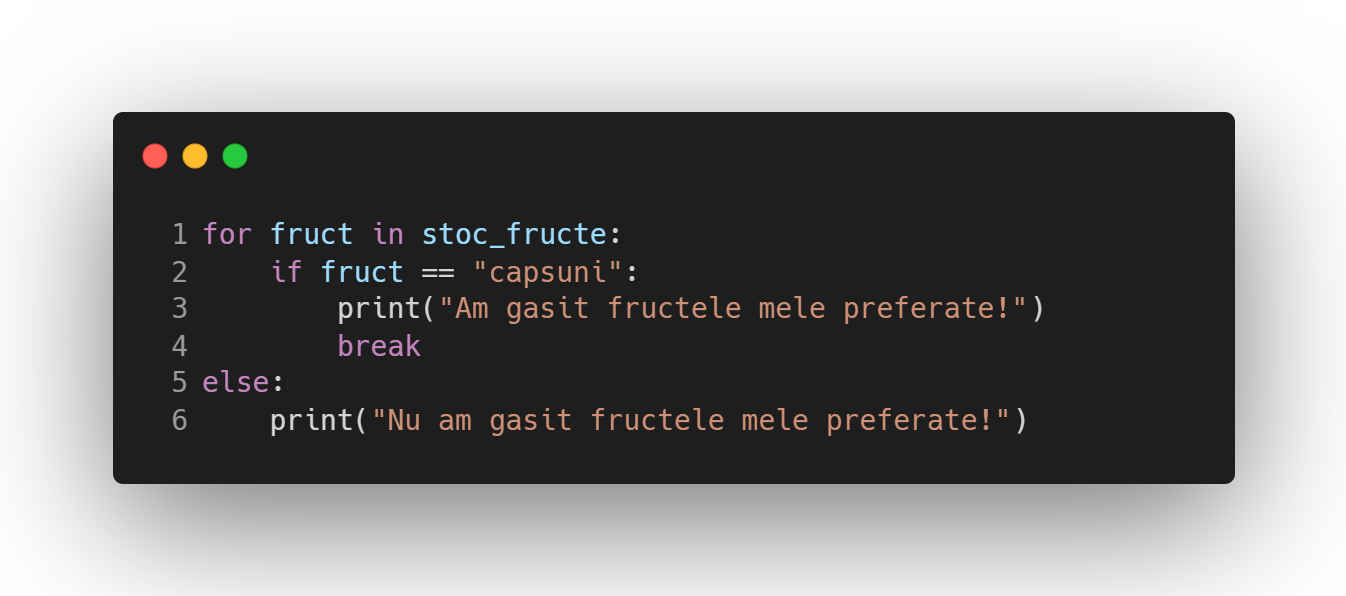 1 for fruct in stoc_fructe:
2     if fruct == "capsuni":
3         print("Am gasit fructele mele preferate!")
4         break
5 else:
6     print("Nu am gasit fructele mele preferate!")